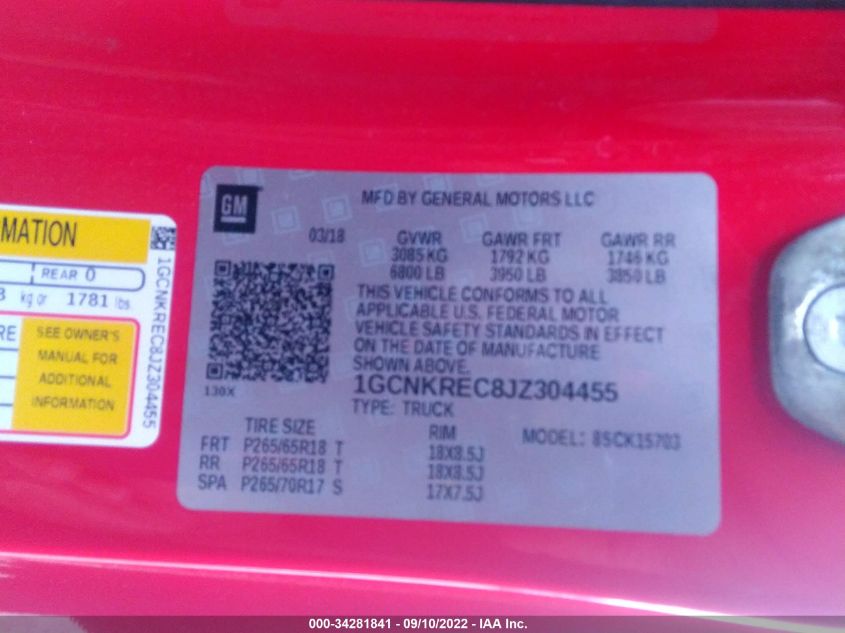 RMATION
REAR 0
kg or 1781 lbs.
RE
SEE OWNER'S
MANUAL FOR
ADDITIONAL
INFORMATION
1GCNKREC8JZ304455
GM
MFD BY GENERAL MOTORS LLC
03/18 GVWR GAWR FRT GAWR RR
3085 KG 1792 KG 1746 KG
6800 LB 3950 LB 3850 LB
THIS VEHICLE CONFORMS TO ALL
APPLICABLE U.S. FEDERAL MOTOR
VEHICLE SAFETY STANDARDS IN EFFECT
ON THE DATE OF MANUFACTURE
SHOWN ABOVE.
130X
1GCNKREC8JZ304455
TYPE: TRUCK
TIRE SIZE RIM MODEL: 8SCK15703
FRT P265/65R18 T 18X8.5J
RR P265/65R18 T 18X8.5J
SPA P265/70R17 S 17X7.5J
000-34281841 - 09/10/2022 - IAA Inc.